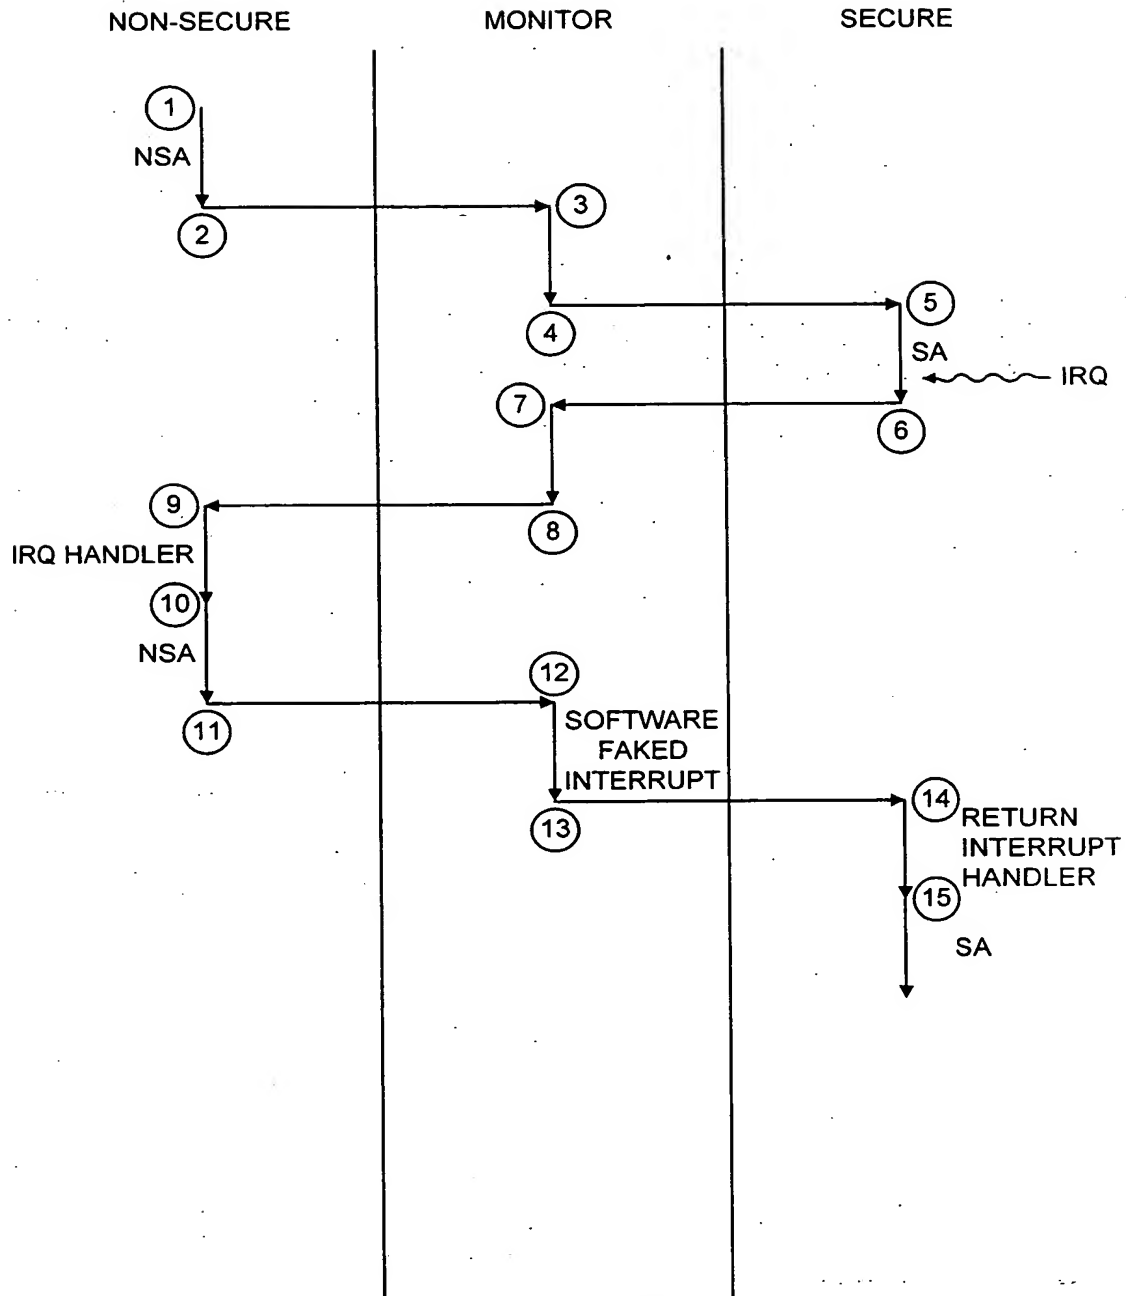 NON-SECURE
MONITOR
SECURE
1
NSA
2
3
4
5
SA
IRQ
6
7
8
9
IRQ HANDLER
10
NSA
11
12
SOFTWARE
FAKED
INTERRUPT
13
14
RETURN
INTERRUPT
HANDLER
15
SA